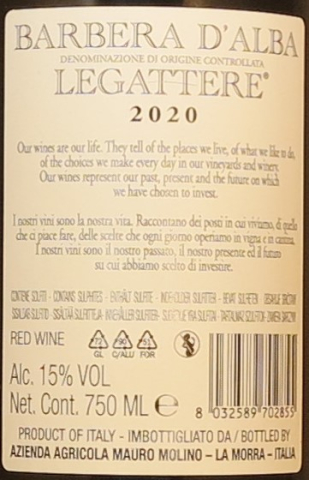 BARBERA D'ALBA
DENOMINAZIONE DI ORIGINE CONTROLLATA
LEGATTERE®
2020
Our wines are our life. They tell of the places we live, of what we like to do,
of the choices we make every day in our vineyards and winery.
Our wines represent our past, present and the future on which
we have chosen to invest.
I nostri vini sono la nostra vita. Raccontano dei posti in cui viviamo, di quello
che ci piace fare, delle scelte che ogni giorno operiamo in vigna e in cantina.
I nostri vini sono il nostro passato, il nostro presente ed il futuro
su cui abbiamo scelto di investire.
CONTIENE SOLFITI - CONTAINS SULPHITES - ENTHÄLT SULFITE -
RED WINE
GL C/ALU FOR
Alc. 15% VOL
Net. Cont. 750 ML e
8 032589 702855
PRODUCT OF ITALY - IMBOTTIGLIATO DA / BOTTLED BY
AZIENDA AGRICOLA MAURO MOLINO - LA MORRA - ITALIA